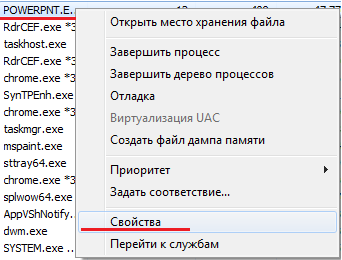 POWERPNT.E...
Открыть место хранения файла
RdrCEF.exe *3
taskhost.exe
Завершить процесс
RdrCEF.exe *3
Завершить дерево процессов
chrome.exe *3
Отладка
SynTPEnh.exe
Виртуализация UAC
chrome.exe *3
Создать файл дампа памяти
taskmgr.exe
mspaint.exe
Приоритет
sttray64.exe
Задать соответствие...
chrome.exe *3
splwow64.exe
Свойства
AppVShNotify..
Перейти к службам
dwm.exe
SYSTEM.exe ..